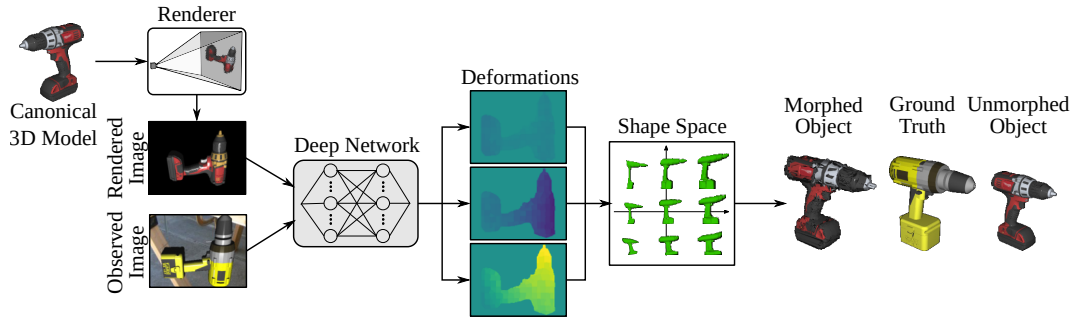 Renderer
Canonical
3D Model
Rendered
Image
Observed
Image
Deep Network
Deformations
Shape Space
Morphed
Object
Ground
Truth
Unmorphed
Object